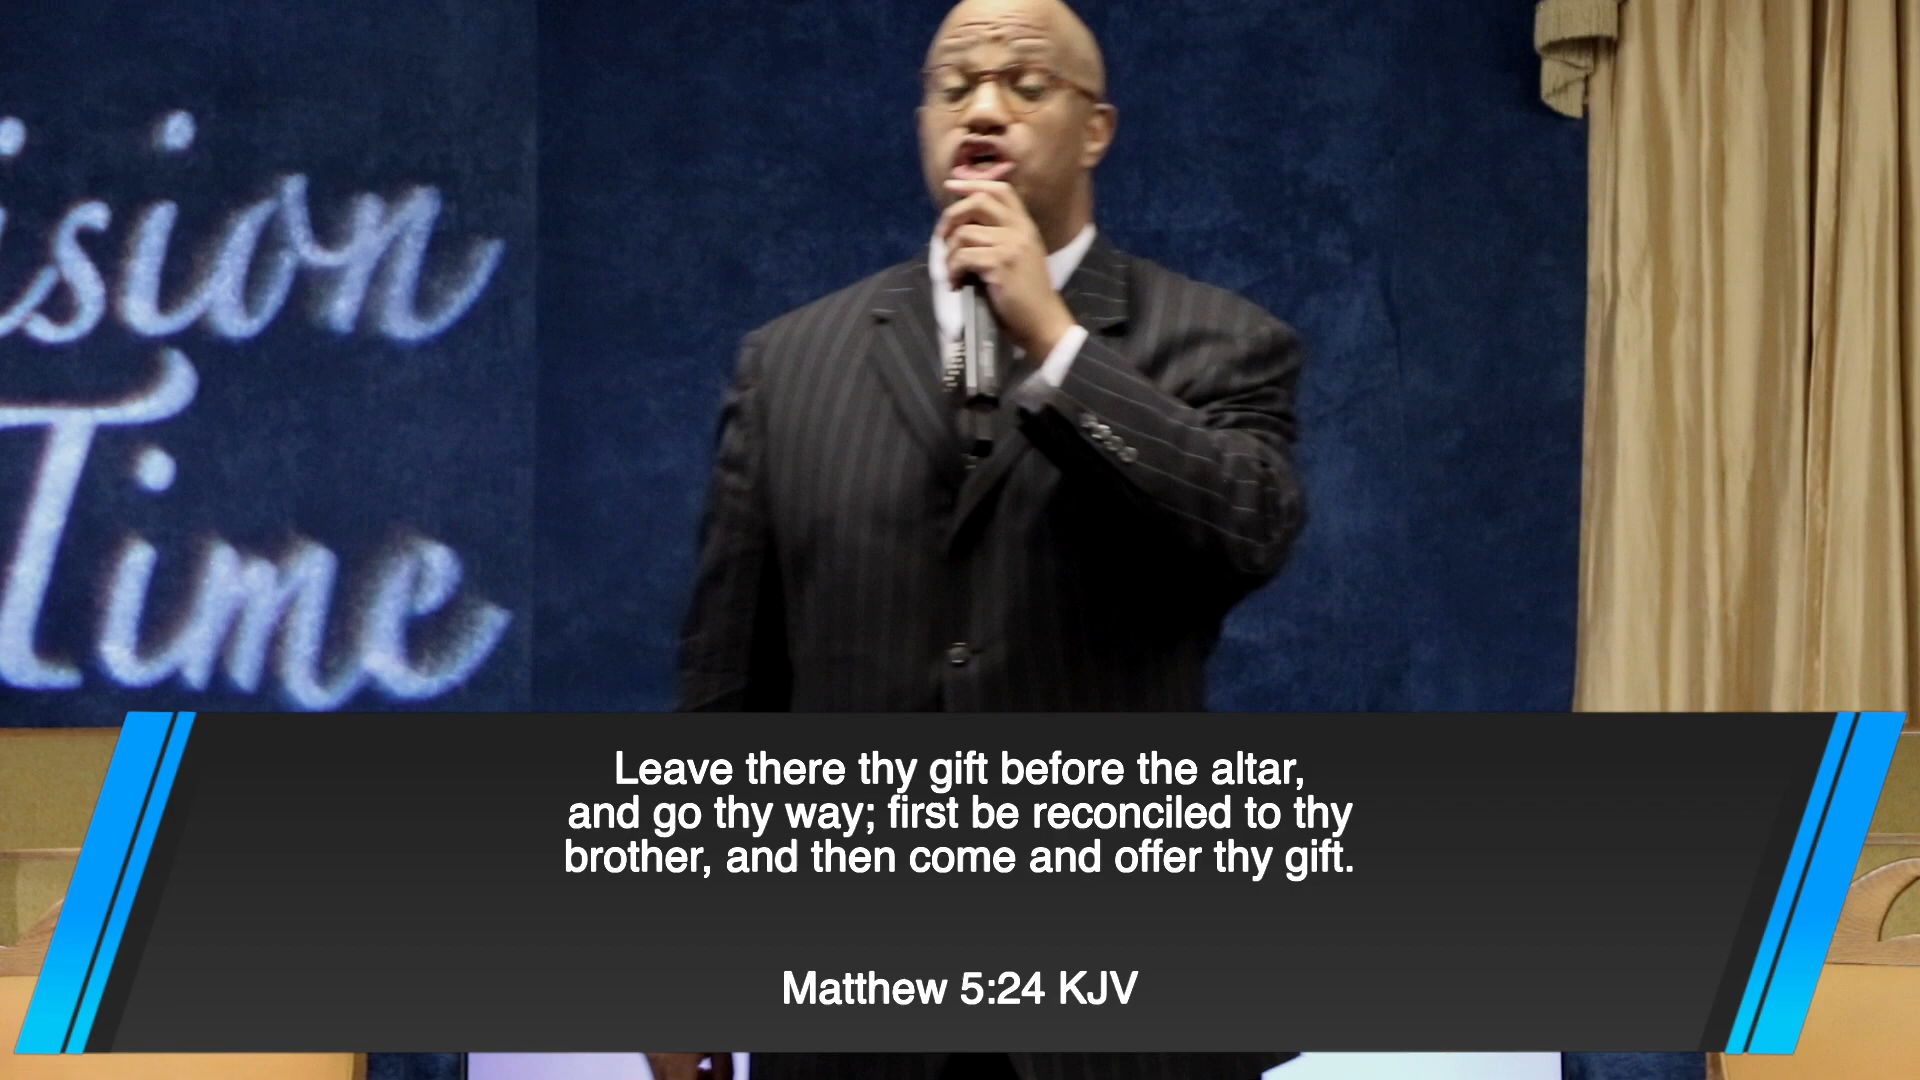 ision
Time
Leave there thy gift before the altar,
and go thy way; first be reconciled to thy
brother, and then come and offer thy gift.
Matthew 5:24 KJV